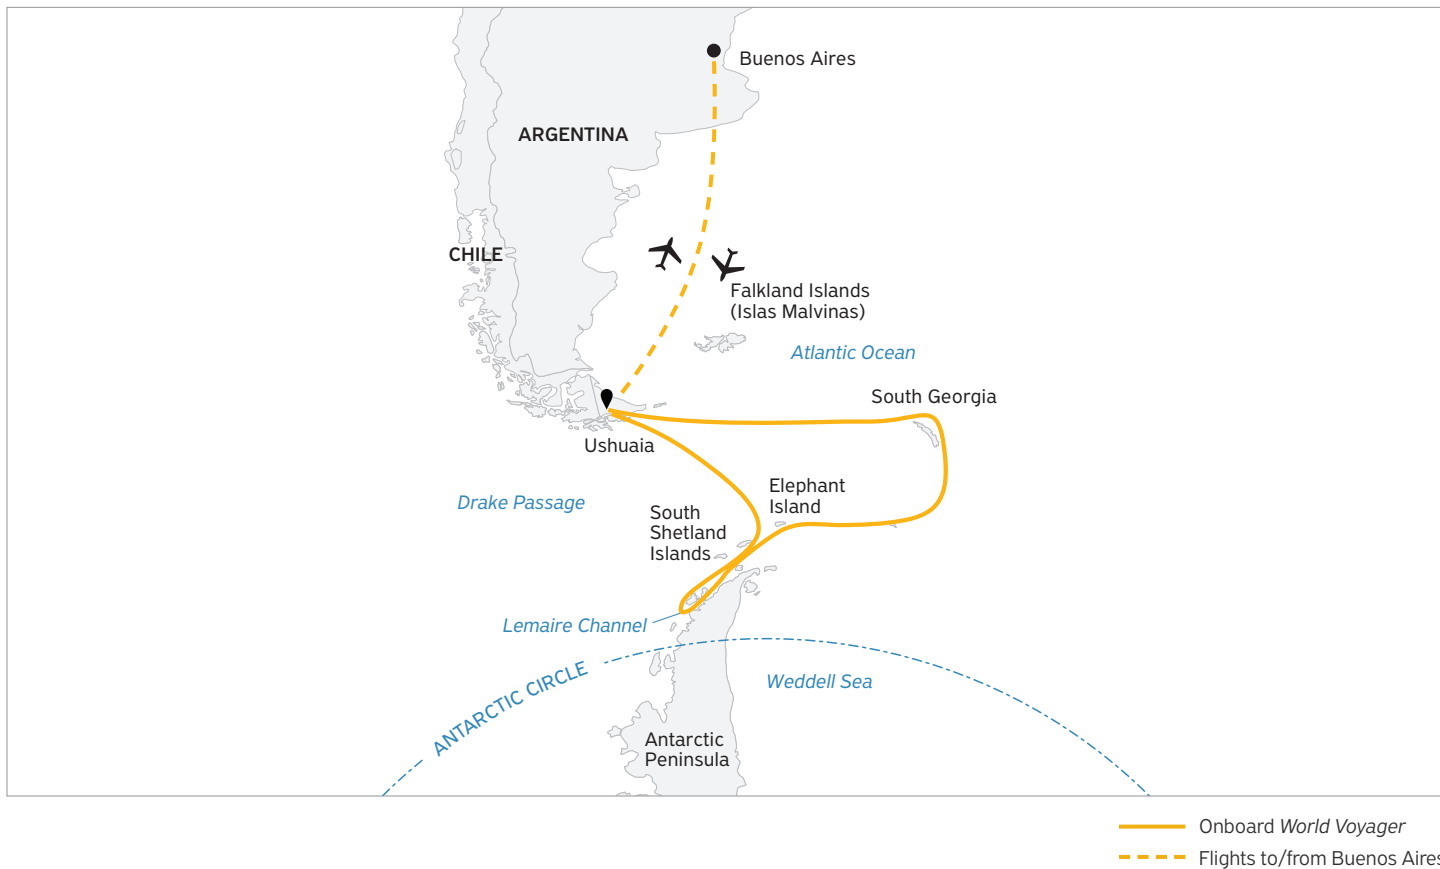 Buenos Aires
ARGENTINA
CHILE
Falkland Islands
(Islas Malvinas)
Atlantic Ocean
South Georgia
Ushuaia
Elephant
Island
Drake Passage
South
Shetland
Islands
Lemaire Channel
ANTARCTIC CIRCLE
Weddell Sea
Antarctic
Peninsula
Onboard World Voyager
Flights to/from Buenos Aires